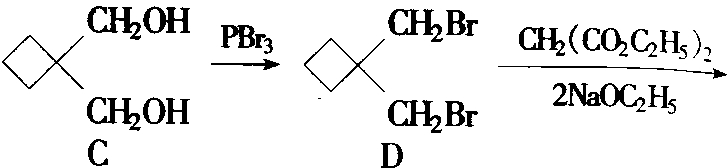 CH₂OH
CH₂OH
C
PBr₃
CH₂Br
CH₂Br
D
CH₂(CO₂C₂H₅)₂
2NaOC₂H₅